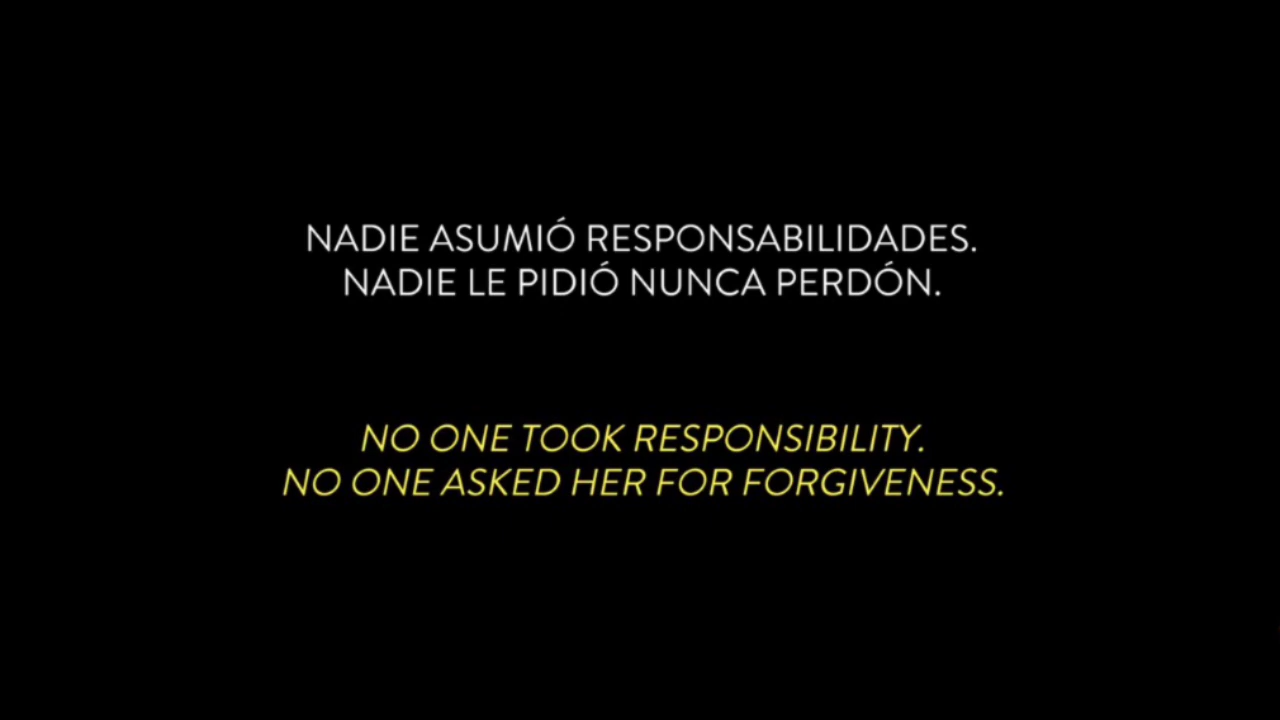 NADIE ASUMIÓ RESPONSABILIDADES.
NADIE LE PIDIÓ NUNCA PERDÓN.
NO ONE TOOK RESPONSIBILITY.
NO ONE ASKED HER FOR FORGIVENESS.